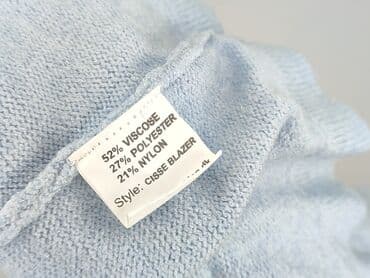 52% VISCOSE
27% POLYESTER
21% NYLON
Style: CISSE BLAZER